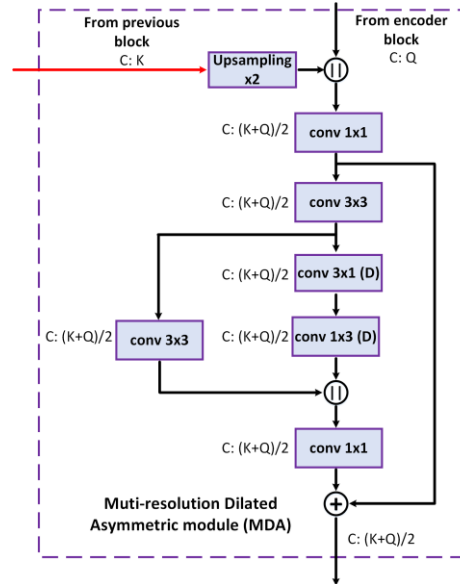 From previous
block
C: K
From encoder
block
C: Q
Upsampling
x2
||
C: (K+Q)/2
conv 1x1
C: (K+Q)/2
conv 3x3
C: (K+Q)/2
conv 3x1 (D)
C: (K+Q)/2
conv 3x3
C: (K+Q)/2
conv 1x3 (D)
||
C: (K+Q)/2
conv 1x1
+
Muti-resolution Dilated
Asymmetric module (MDA)
C: (K+Q)/2